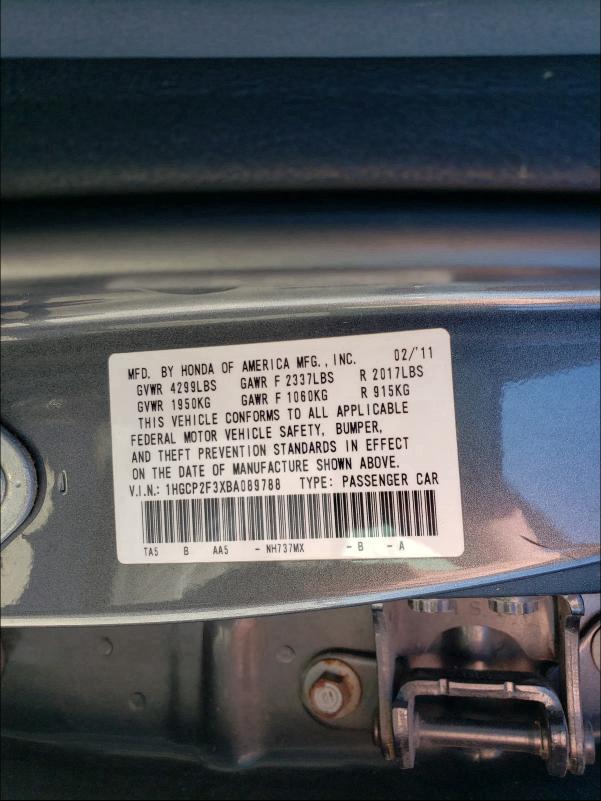 MFD. BY HONDA OF AMERICA MFG., INC. 02/'11
GVWR 4299LBS GAWR F 2337LBS R 2017LBS
GVWR 1950KG GAWR F 1060KG R 915KG
THIS VEHICLE CONFORMS TO ALL APPLICABLE
FEDERAL MOTOR VEHICLE SAFETY, BUMPER,
AND THEFT PREVENTION STANDARDS IN EFFECT
ON THE DATE OF MANUFACTURE SHOWN ABOVE.
V.I.N.: 1HGCP2F3XBA089788 TYPE: PASSENGER CAR
TA5 B AA5 - NH737MX - B - A